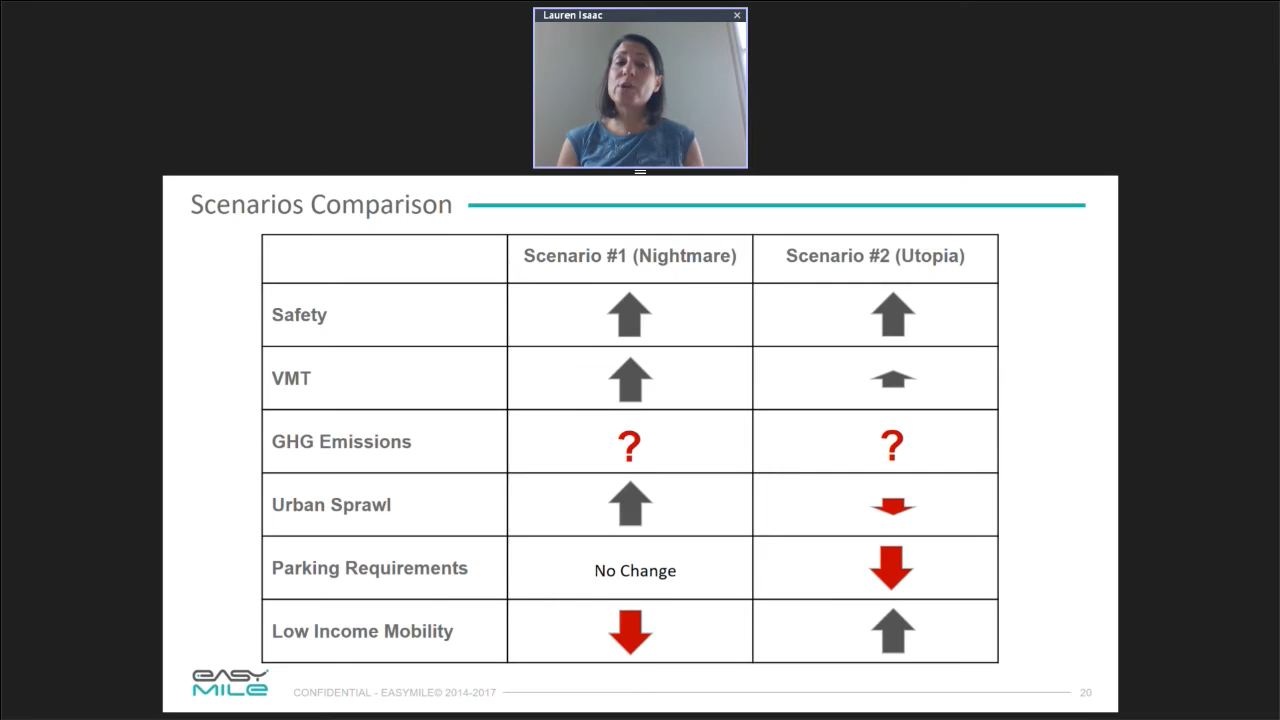 Lauren Isaac
Scenarios Comparison
Scenario #1 (Nightmare)
Scenario #2 (Utopia)
Safety
VMT
GHG Emissions
?
?
Urban Sprawl
Parking Requirements
No Change
Low Income Mobility
EASY
MILE
CONFIDENTIAL - EASYMILE© 2014-2017
20